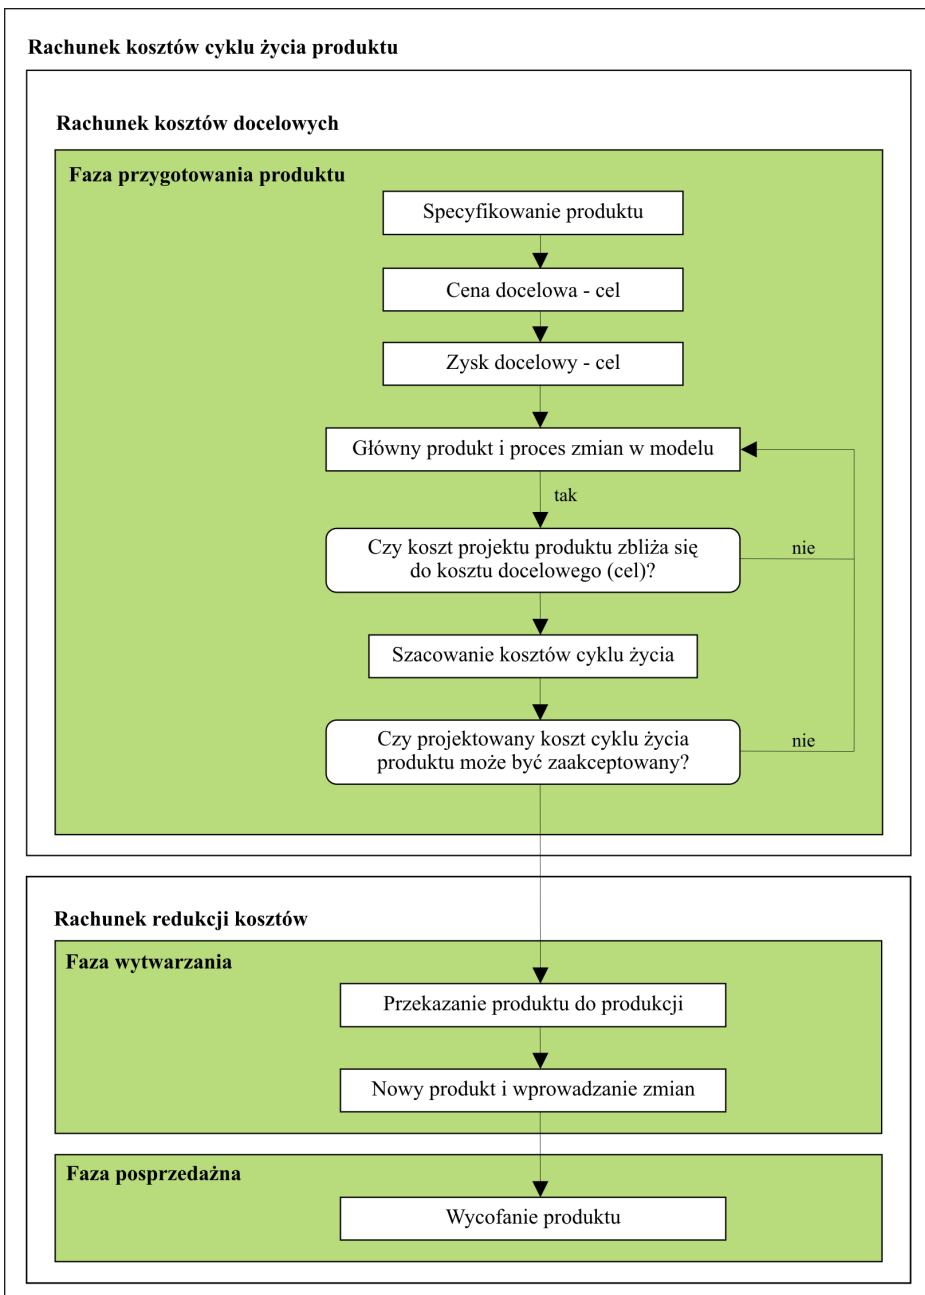 Rachunek kosztów cyklu życia produktu
Rachunek kosztów docelowych
Faza przygotowania produktu
Specyfikowanie produktu
Cena docelowa - cel
Zysk docelowy - cel
Główny produkt i proces zmian w modelu
tak
Czy koszt projektu produktu zbliża się
do kosztu docelowego (cel)?
nie
Szacowanie kosztów cyklu życia
Czy projektowany koszt cyklu życia
produktu może być zaakceptowany?
nie
Rachunek redukcji kosztów
Faza wytwarzania
Przekazanie produktu do produkcji
Nowy produkt i wprowadzanie zmian
Faza posprzedażna
Wycofanie produktu